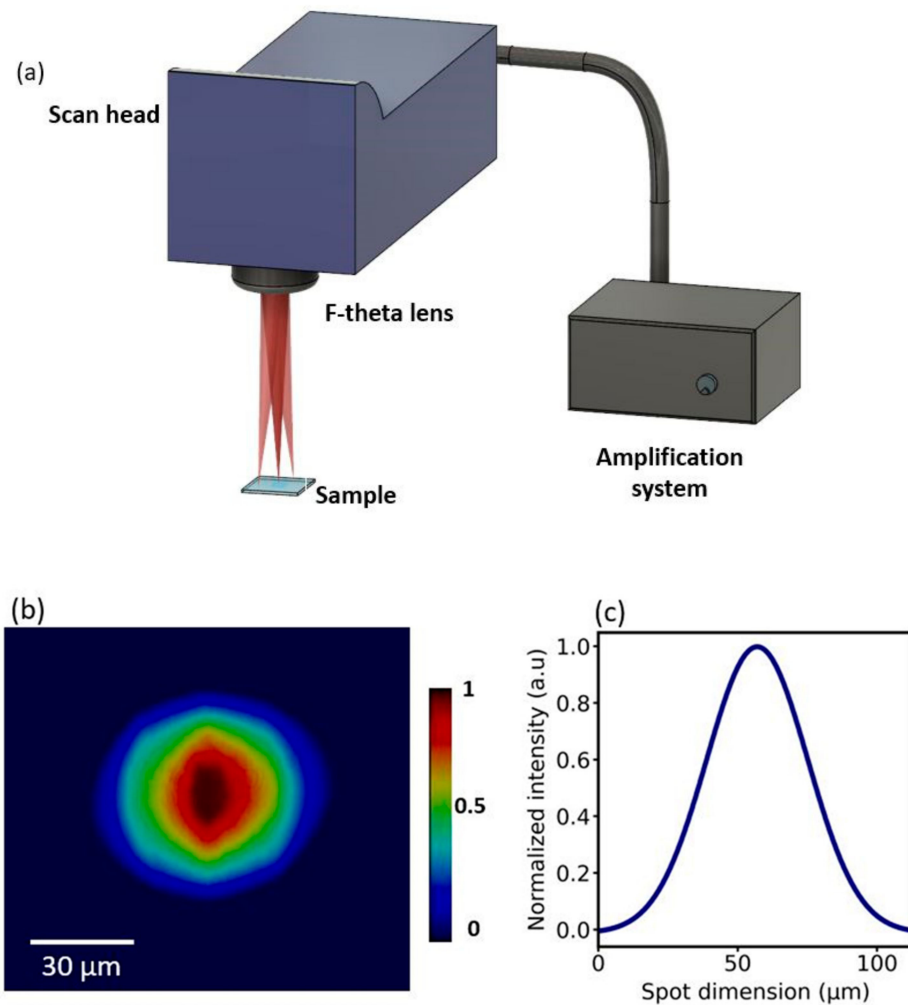 (a)
Scan head
F-theta lens
Sample
Amplification
system
(b)
1
0.5
0
30 µm
(c)
Normalized intensity (a.u)
1.0
0.8
0.6
0.4
0.2
0.0
0 50 100
Spot dimension (µm)